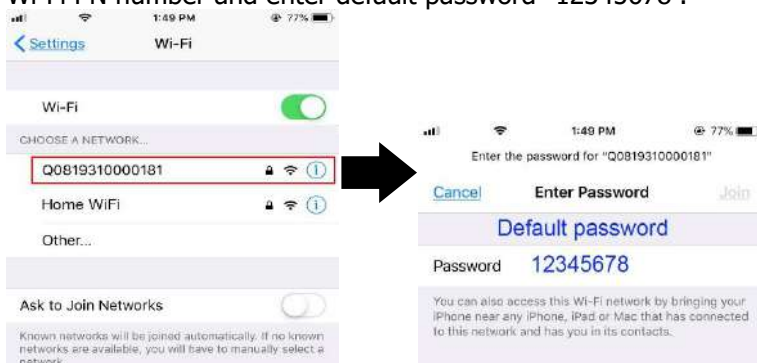 Wi-Fi PN number and enter default password "12345678".
1:49 PM
77%
Settings
Wi-Fi
Wi-Fi
CHOOSE A NETWORK...
Q0819310000181
Home WiFi
Other...
Ask to Join Networks
Known networks will be joined automatically. If no known
networks are available, you will have to manually select a
network.
1:49 PM
77%
Enter the password for "Q0819310000181"
Cancel
Enter Password
Join
Default password
Password
12345678
You can also access this Wi-Fi network by bringing your
iPhone near any iPhone, iPad or Mac that has connected
to this network and has you in its contacts.